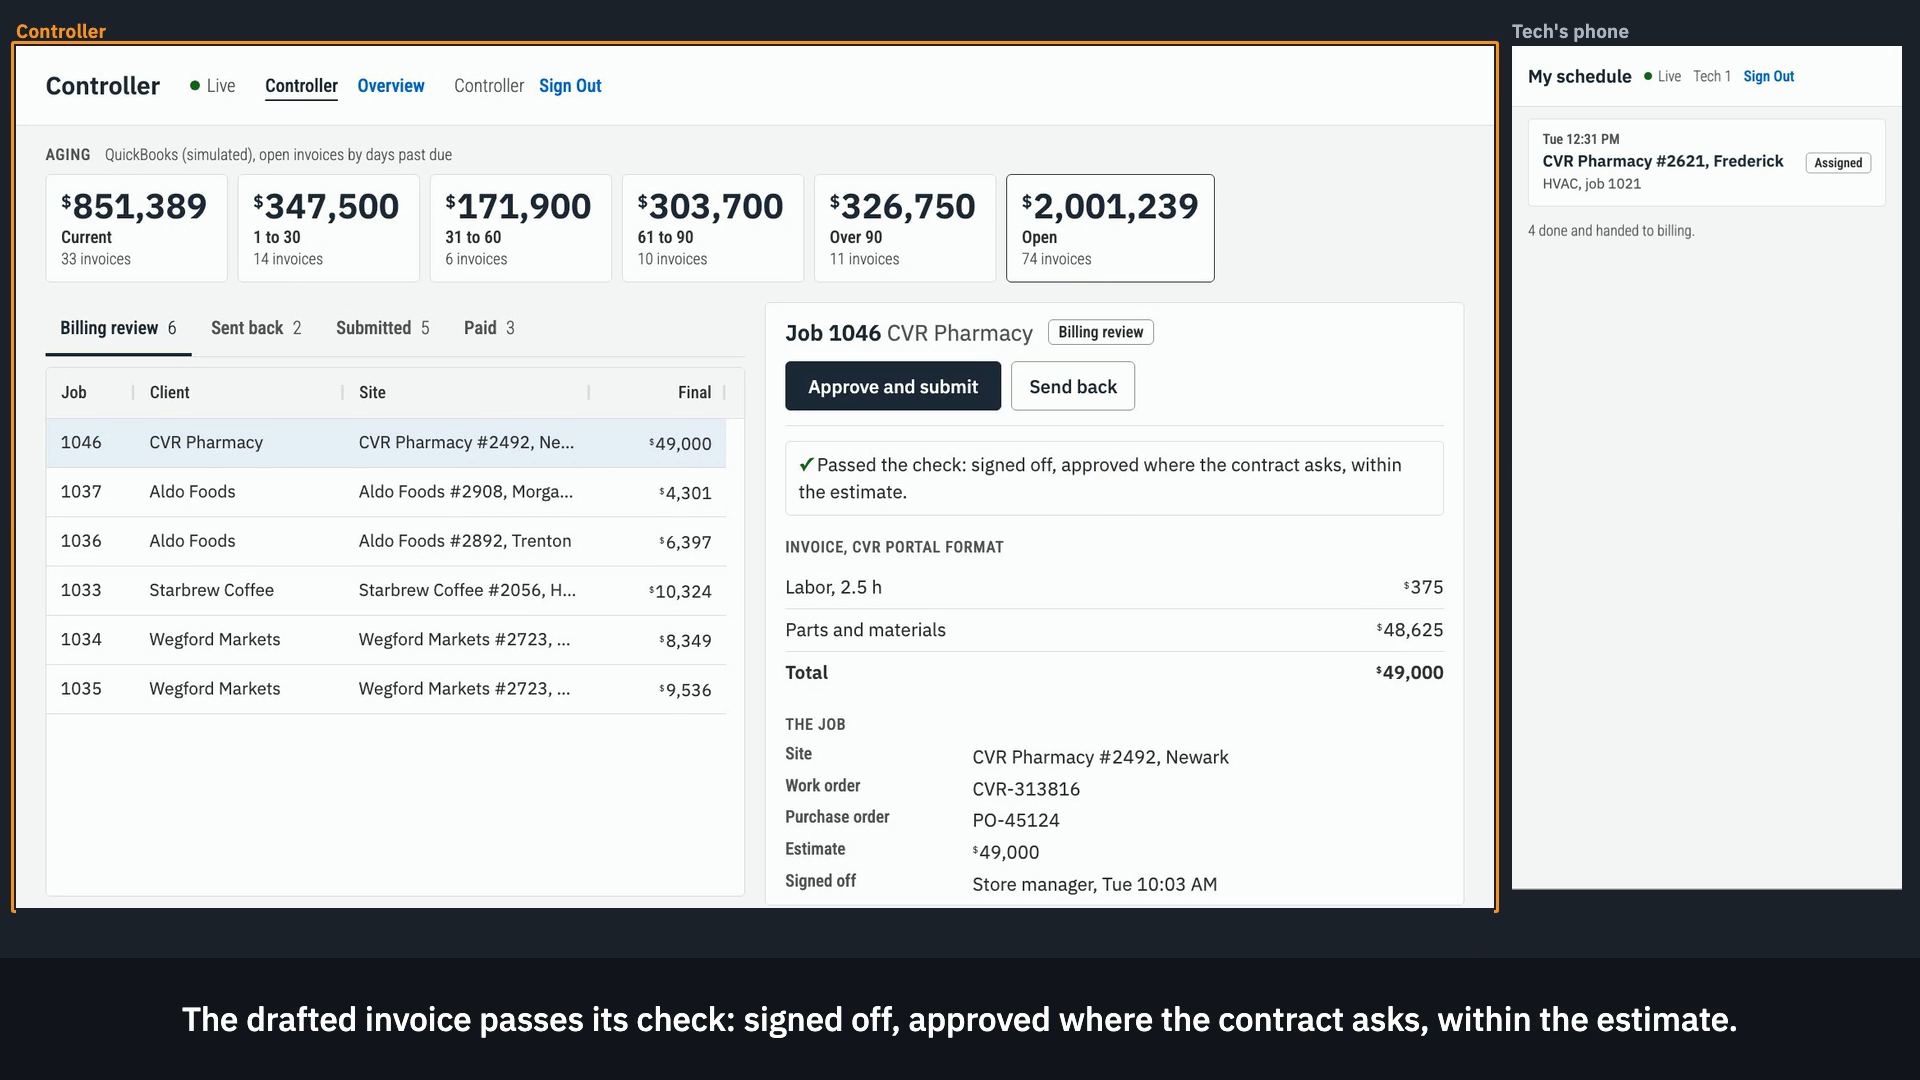 Controller
Tech's phone
Controller
Live
Controller
Overview
Controller
Sign Out
AGING QuickBooks (simulated), open invoices by days past due
$851,389
Current
33 invoices
$347,500
1 to 30
14 invoices
$171,900
31 to 60
6 invoices
$303,700
61 to 90
10 invoices
$326,750
Over 90
11 invoices
$2,001,239
Open
74 invoices
Billing review 6
Sent back 2
Submitted 5
Paid 3
Job Client Site Final
1046 CVR Pharmacy CVR Pharmacy #2492, Ne... $49,000
1037 Aldo Foods Aldo Foods #2908, Morga... $4,301
1036 Aldo Foods Aldo Foods #2892, Trenton $6,397
1033 Starbrew Coffee Starbrew Coffee #2056, H... $10,324
1034 Wegford Markets Wegford Markets #2723, ... $8,349
1035 Wegford Markets Wegford Markets #2723, ... $9,536
Job 1046 CVR Pharmacy Billing review
Approve and submit
Send back
✓Passed the check: signed off, approved where the contract asks, within
the estimate.
INVOICE, CVR PORTAL FORMAT
Labor, 2.5 h $375
Parts and materials $48,625
Total $49,000
THE JOB
Site CVR Pharmacy #2492, Newark
Work order CVR-313816
Purchase order PO-45124
Estimate $49,000
Signed off Store manager, Tue 10:03 AM
My schedule Live Tech 1 Sign Out
Tue 12:31 PM
CVR Pharmacy #2621, Frederick
Assigned
HVAC, job 1021
4 done and handed to billing.
The drafted invoice passes its check: signed off, approved where the contract asks, within the estimate.